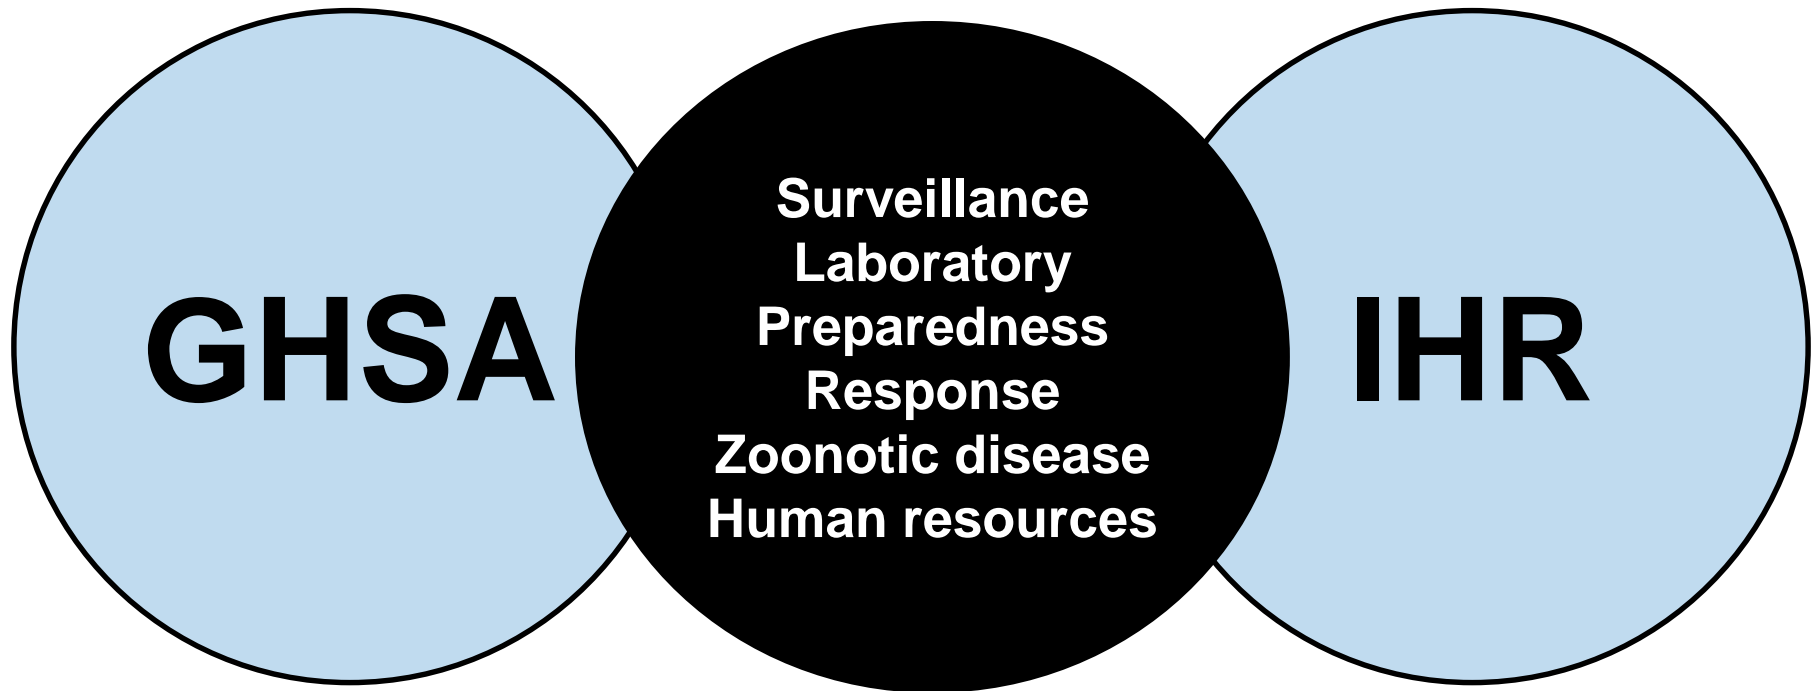 GHSA
Surveillance
Laboratory
Preparedness
Response
Zoonotic disease
Human resources
IHR